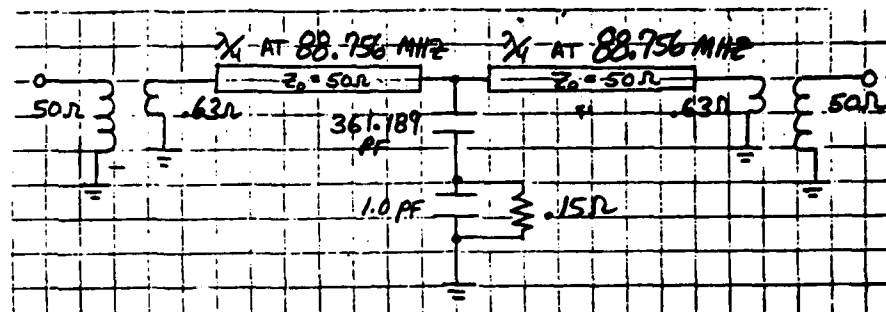 λ/4 AT 88.756 MHZ
λ/4 AT 88.756 MHZ
Z₀ = 50Ω
Z₀ = 50Ω
50Ω
.63Ω
.63Ω
50Ω
361.189
PF
1.0 PF
.15Ω